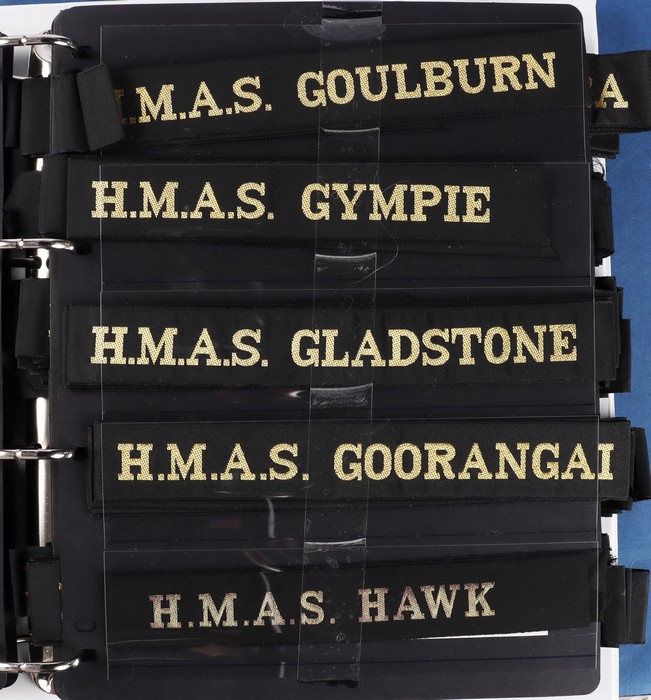 H.M.A.S. GOULBURN
A
H.M.A.S. GYMPIE
H.M.A.S. GLADSTONE
H.M.A.S. GOORANGAI
H.M.A.S. HAWK